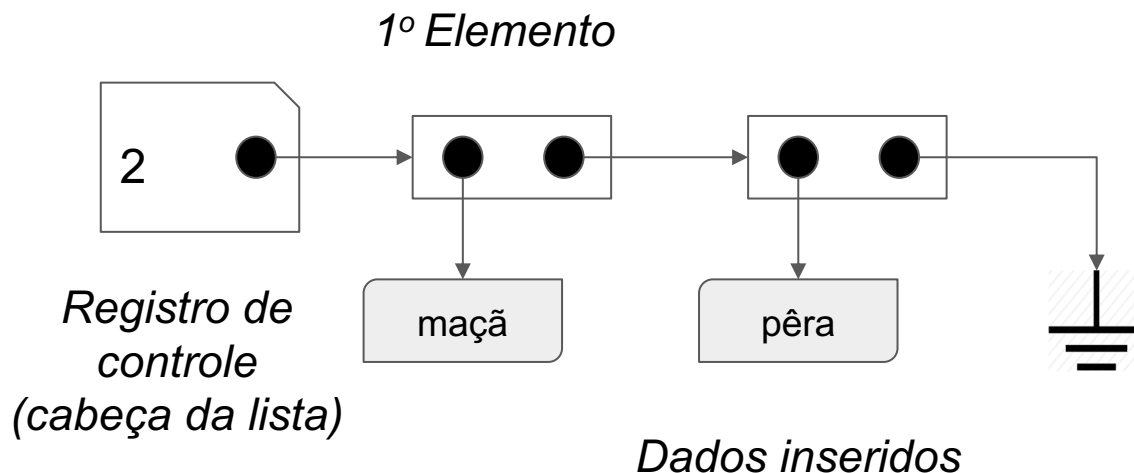 1º Elemento
2
maçã
pêra
Registro de
controle
(cabeça da lista)
Dados inseridos